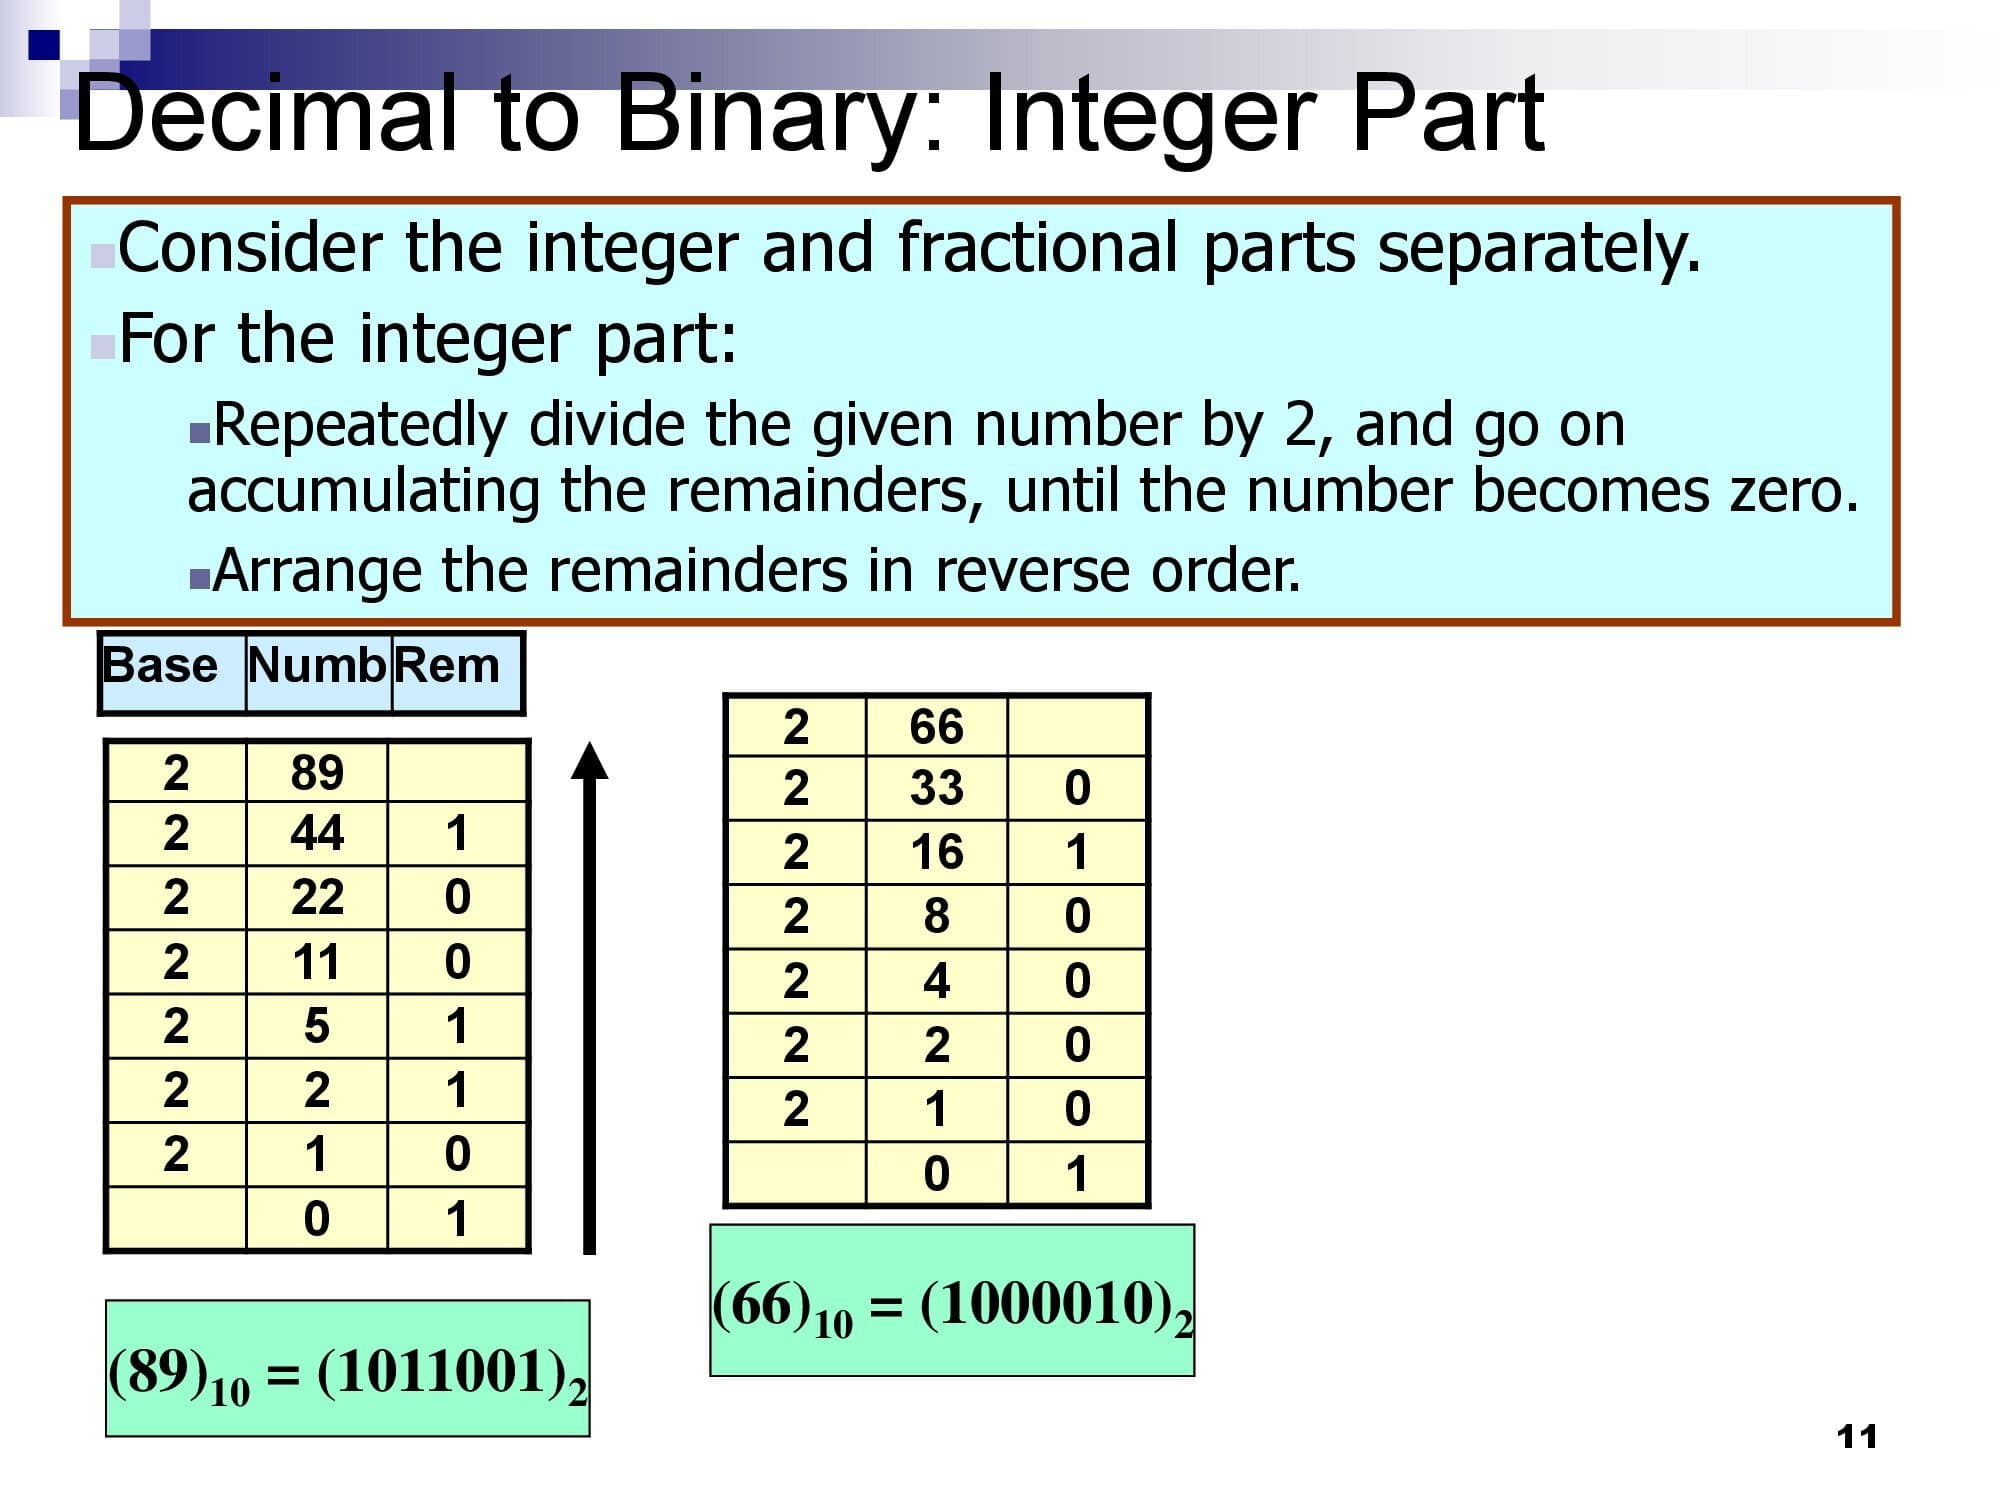 Decimal to Binary: Integer Part
Consider the integer and fractional parts separately.
For the integer part:
Repeatedly divide the given number by 2, and go on
accumulating the remainders, until the number becomes zero.
Arrange the remainders in reverse order.
Base Numb Rem
2 89
2 44 1
2 22 0
2 11 0
2 5 1
2 2 1
2 1 0
0 1
(89)10 = (1011001)2
2 66
2 33 0
2 16 1
2 8 0
2 4 0
2 2 0
2 1 0
0 1
(66)10 = (1000010)2
11